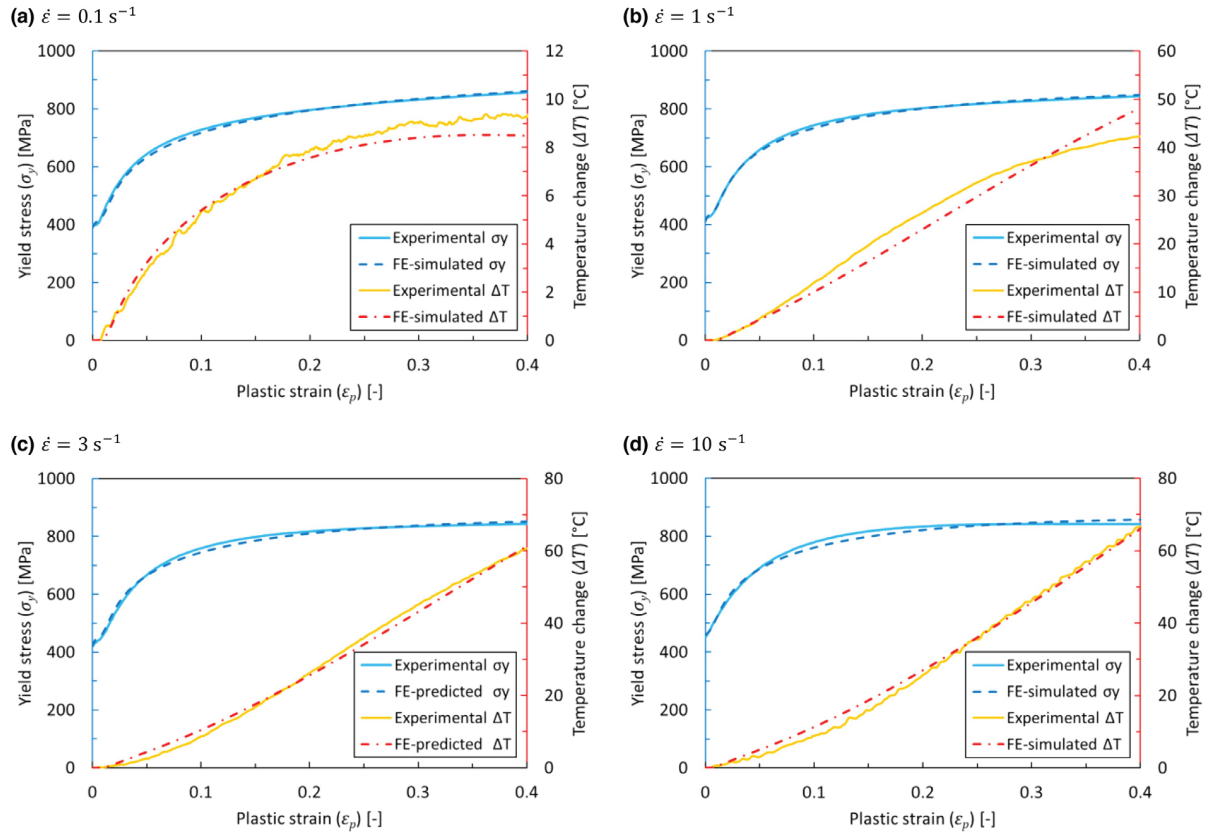 (a) ε̇ = 0.1 s⁻¹
1000
800
600
400
200
0
Yield stress (σy) [MPa]
12
10
8
6
4
2
0
Temperature change (ΔT) [°C]
Experimental σy
FE-simulated σy
Experimental ΔT
FE-simulated ΔT
0 0.1 0.2 0.3 0.4
Plastic strain (εp) [-]
(b) ε̇ = 1 s⁻¹
1000
800
600
400
200
0
Yield stress (σy) [MPa]
60
50
40
30
20
10
0
Temperature change (ΔT) [°C]
Experimental σy
FE-simulated σy
Experimental ΔT
FE-simulated ΔT
0 0.1 0.2 0.3 0.4
Plastic strain (εp) [-]
(c) ε̇ = 3 s⁻¹
1000
800
600
400
200
0
Yield stress (σy) [MPa]
80
60
40
20
0
Temperature change (ΔT) [°C]
Experimental σy
FE-predicted σy
Experimental ΔT
FE-predicted ΔT
0 0.1 0.2 0.3 0.4
Plastic strain (εp) [-]
(d) ε̇ = 10 s⁻¹
1000
800
600
400
200
0
Yield stress (σy) [MPa]
80
60
40
20
0
Temperature change (ΔT) [°C]
Experimental σy
FE-simulated σy
Experimental ΔT
FE-simulated ΔT
0 0.1 0.2 0.3 0.4
Plastic strain (εp) [-]